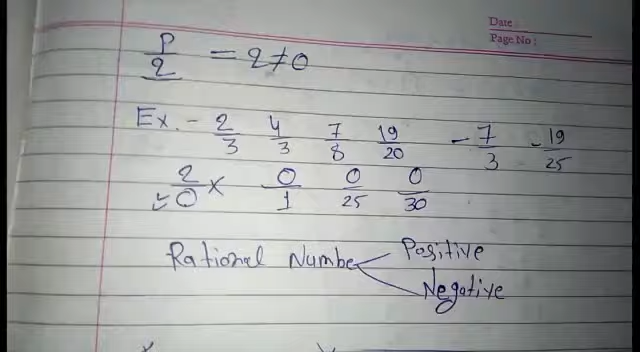 Date
Page No :
p/q = q≠0
Ex. - 2/3 4/3 7/8 19/20 -7/3 -19/25
2/0 × 0/1 0/25 0/30
Rational Numbe
Positive
Negative